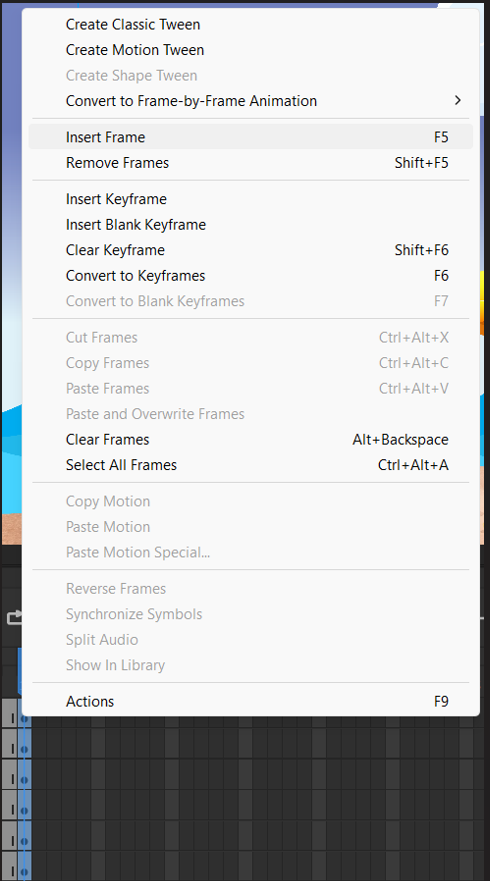 Create Classic Tween
Create Motion Tween
Create Shape Tween
Convert to Frame-by-Frame Animation
Insert Frame F5
Remove Frames Shift+F5
Insert Keyframe
Insert Blank Keyframe
Clear Keyframe Shift+F6
Convert to Keyframes F6
Convert to Blank Keyframes F7
Cut Frames Ctrl+Alt+X
Copy Frames Ctrl+Alt+C
Paste Frames Ctrl+Alt+V
Paste and Overwrite Frames
Clear Frames Alt+Backspace
Select All Frames Ctrl+Alt+A
Copy Motion
Paste Motion
Paste Motion Special...
Reverse Frames
Synchronize Symbols
Split Audio
Show In Library
Actions F9